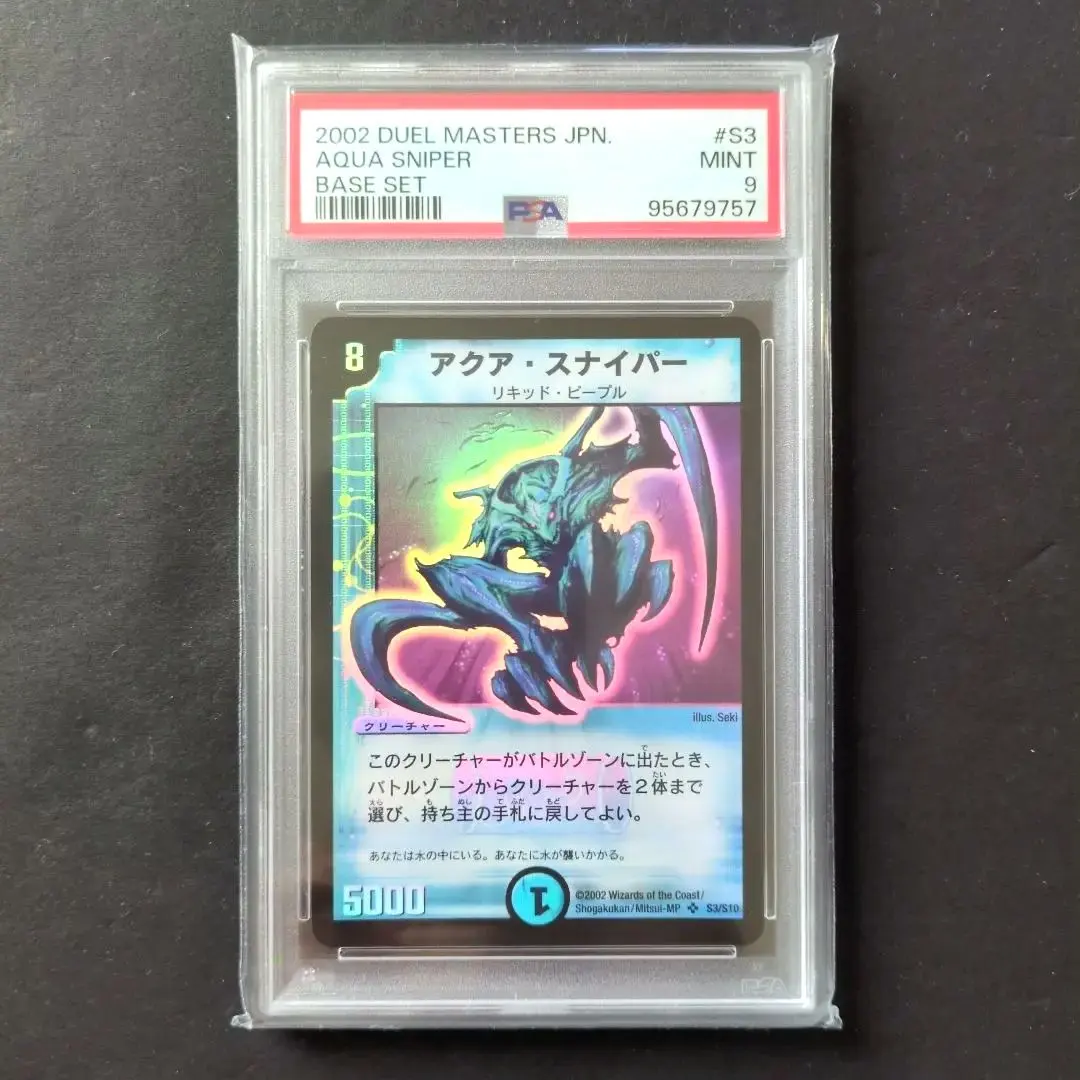 2002 DUEL MASTERS JPN. #S3
AQUA SNIPER MINT
BASE SET 9
PSA 95679757
8 アクア・スナイパー
リキッド・ピープル
illus. Seki
クリーチャー
このクリーチャーがバトルゾーンに出たとき、
バトルゾーンからクリーチャーを2体まで
選び、持ち主の手札に戻してよい。
あなたは水の中にいる。あなたに水が襲いかかる。
5000 1 ©2002 Wizards of the Coast/
Shogakukan/Mitsui-MP S3/S10
PSA